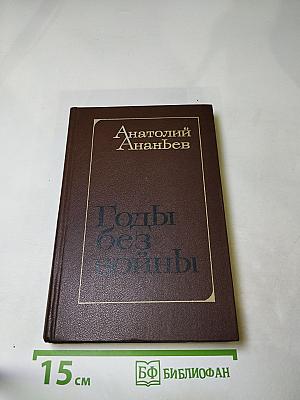 Анатолий
Ананьев
Годы
без
войны
15 см
БФ БИБЛИОФАН